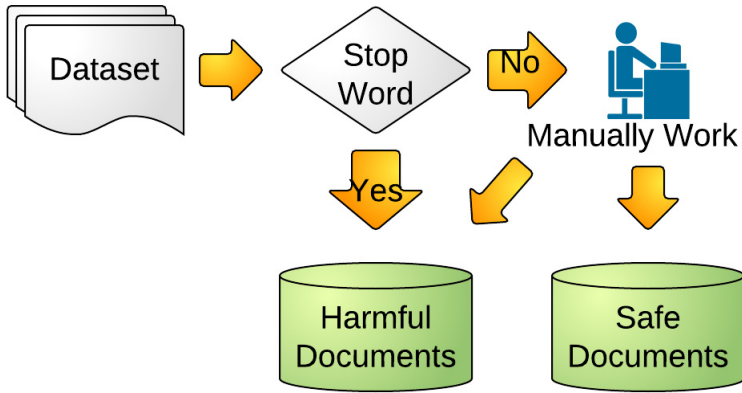 Dataset
Stop
Word
No
Manually Work
Yes
Harmful
Documents
Safe
Documents